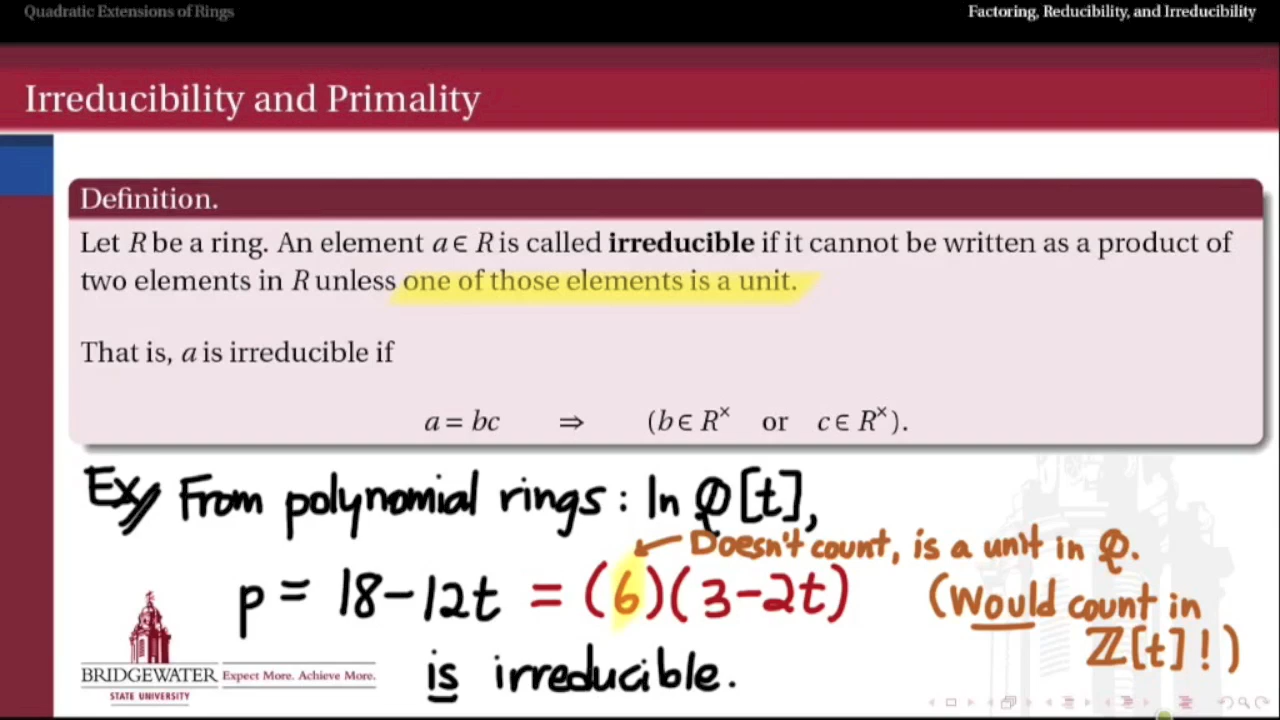 Quadratic Extensions of Rings
Factoring, Reducibility, and Irreducibility
Irreducibility and Primality
Definition.
Let R be a ring. An element a ∈ R is called irreducible if it cannot be written as a product of
two elements in R unless one of those elements is a unit.
That is, a is irreducible if
a = bc ⇒ (b ∈ R× or c ∈ R×).
Ex// From polynomial rings: In ℚ[t],
Doesn't count, is a unit in ℚ.
p = 18-12t = (6)(3-2t)
(Would count in
ℤ[t]!)
is irreducible.
BRIDGEWATER
STATE UNIVERSITY
Expect More. Achieve More.